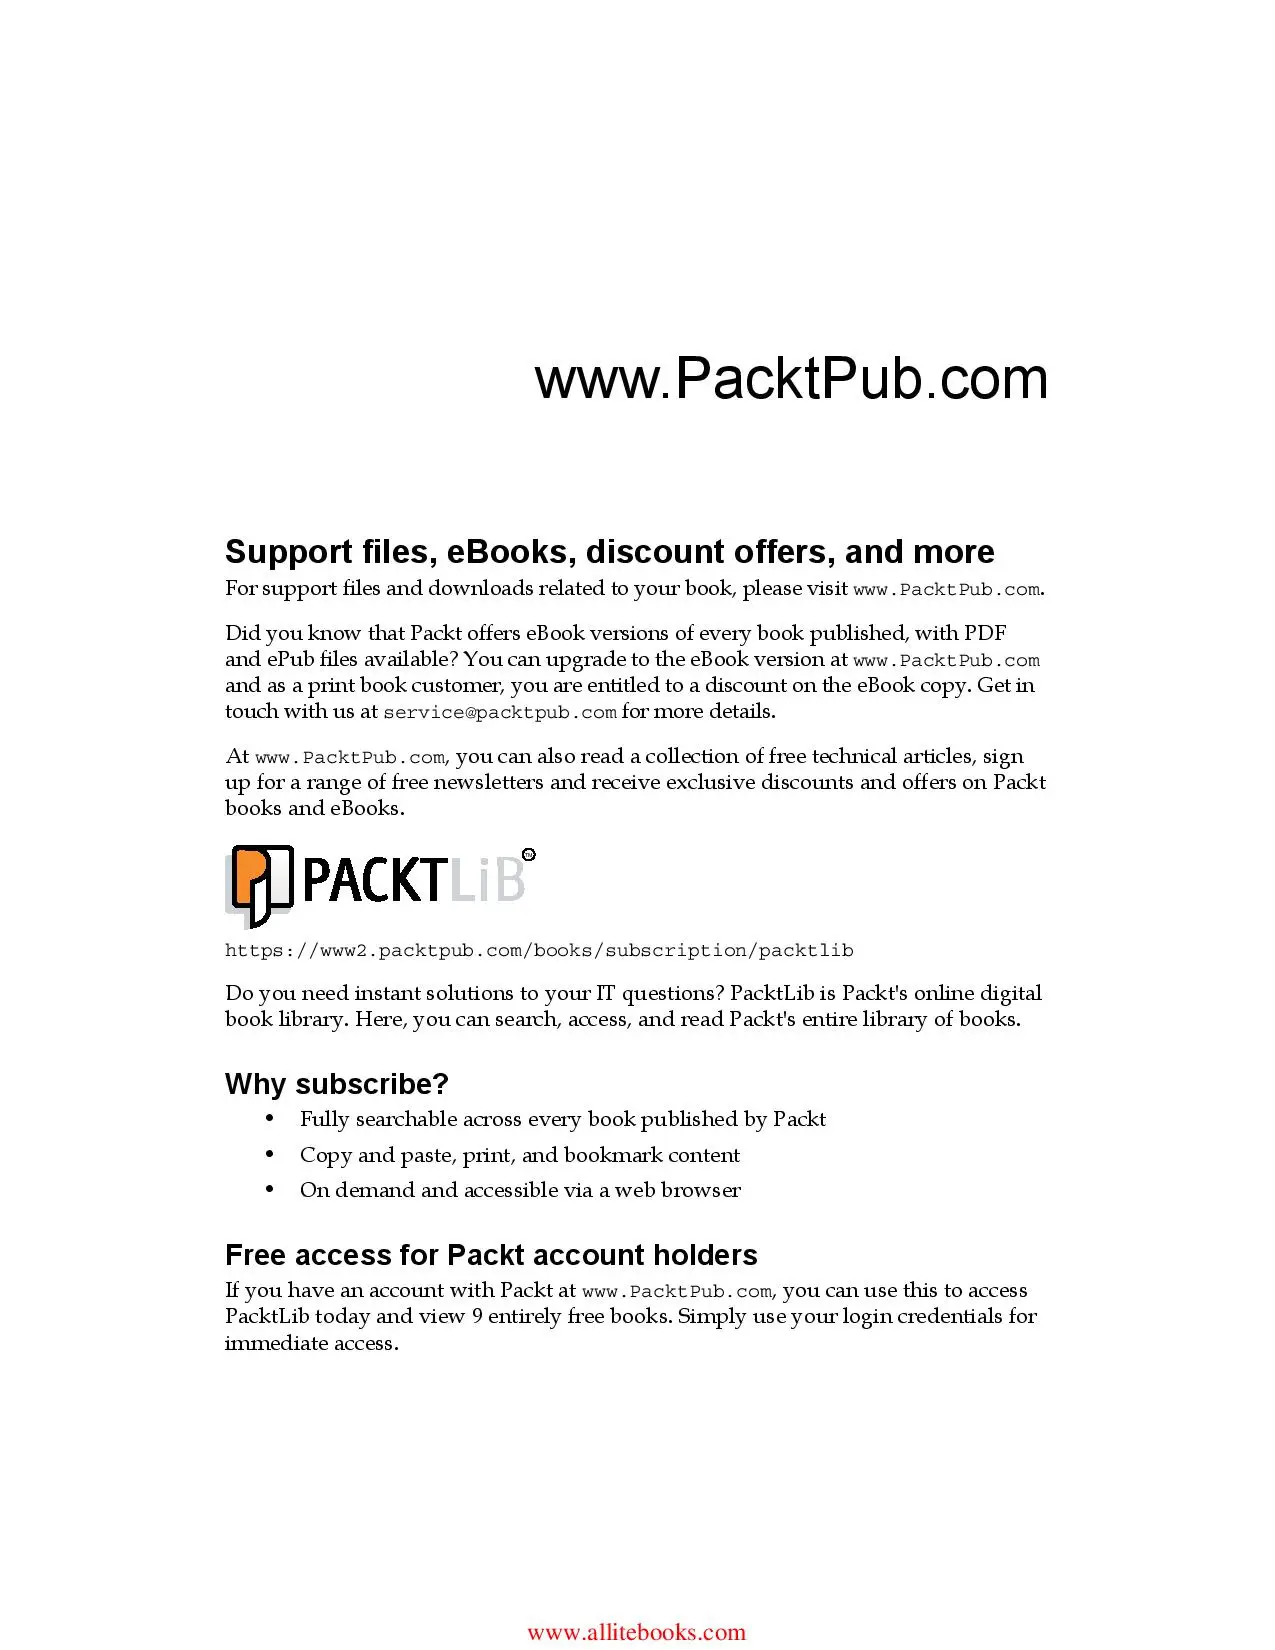 www.PacktPub.com
Support files, eBooks, discount offers, and more
For support files and downloads related to your book, please visit www.PacktPub.com.
Did you know that Packt offers eBook versions of every book published, with PDF
and ePub files available? You can upgrade to the eBook version at www.PacktPub.com
and as a print book customer, you are entitled to a discount on the eBook copy. Get in
touch with us at service@packtpub.com for more details.
At www.PacktPub.com, you can also read a collection of free technical articles, sign
up for a range of free newsletters and receive exclusive discounts and offers on Packt
books and eBooks.
PACKTLiB™
https://www2.packtpub.com/books/subscription/packtlib
Do you need instant solutions to your IT questions? PacktLib is Packt's online digital
book library. Here, you can search, access, and read Packt's entire library of books.
Why subscribe?
• Fully searchable across every book published by Packt
• Copy and paste, print, and bookmark content
• On demand and accessible via a web browser
Free access for Packt account holders
If you have an account with Packt at www.PacktPub.com, you can use this to access
PacktLib today and view 9 entirely free books. Simply use your login credentials for
immediate access.
www.allitebooks.com